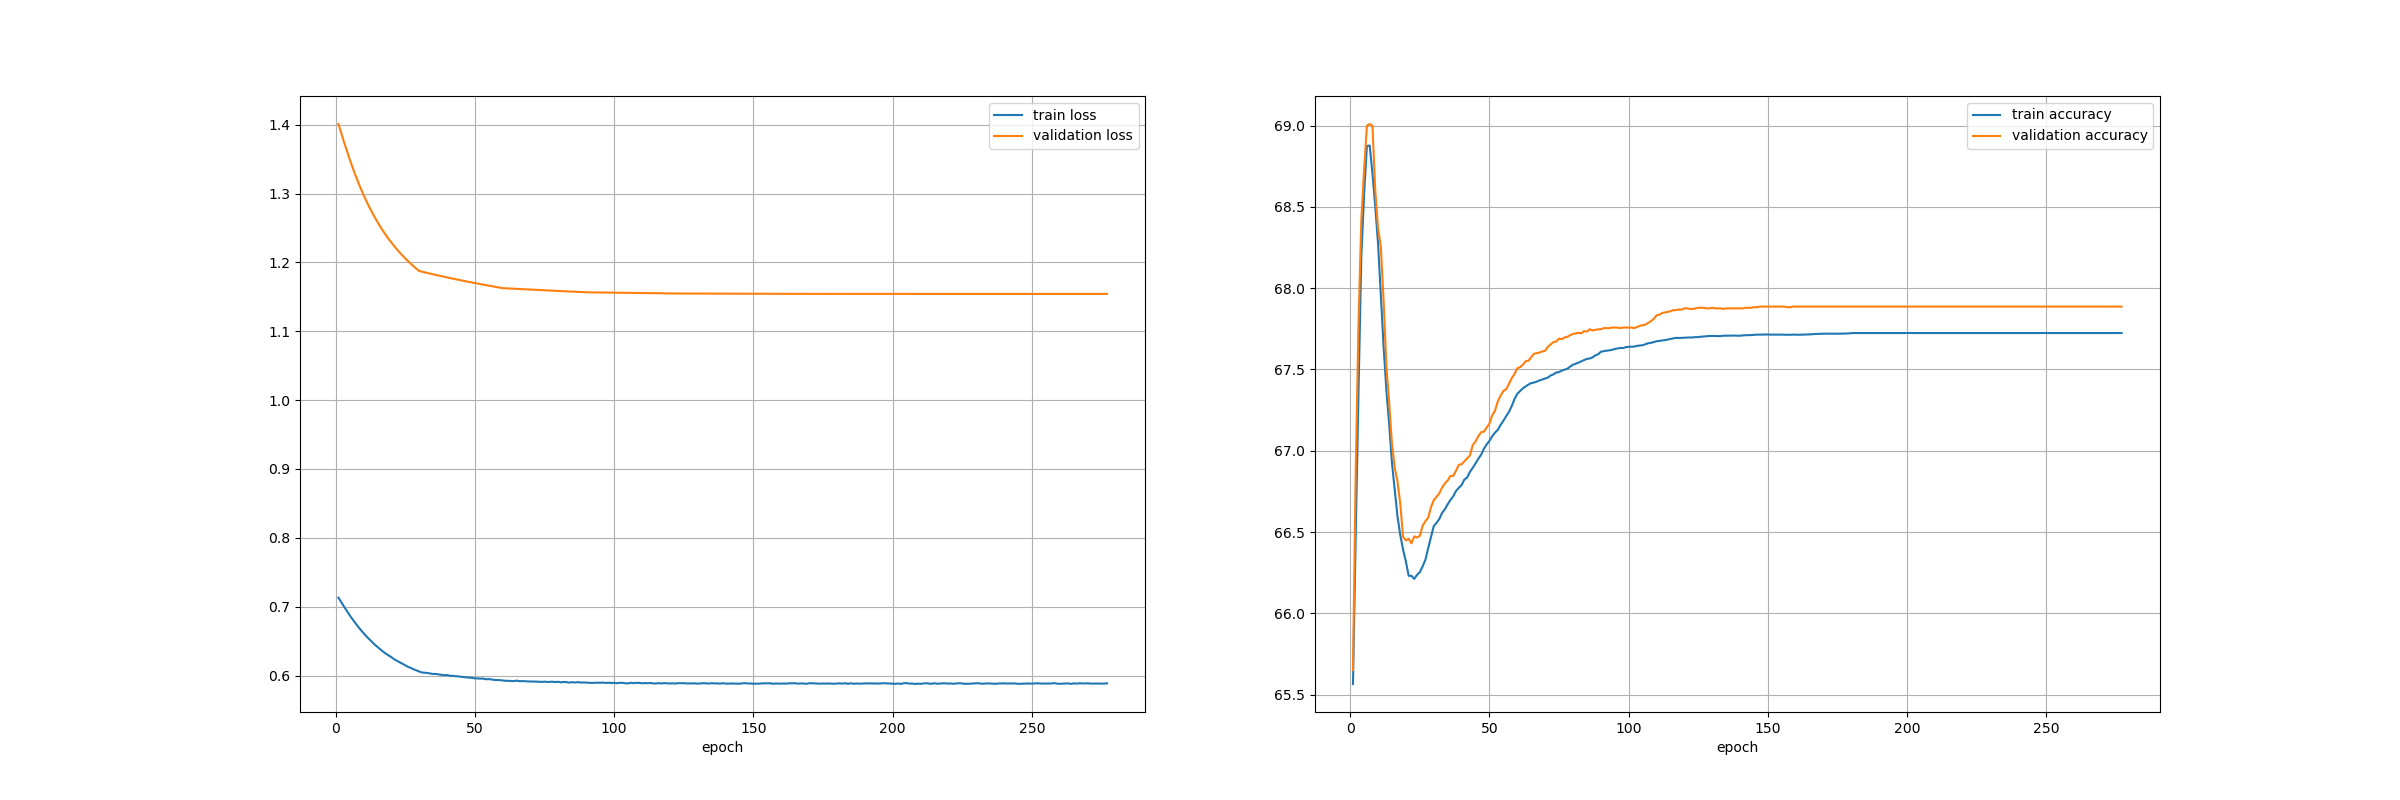 train loss
validation loss
1.4
1.3
1.2
1.1
1.0
0.9
0.8
0.7
0.6
0 50 100 150 200 250
epoch
train accuracy
validation accuracy
69.0
68.5
68.0
67.5
67.0
66.5
66.0
65.5
0 50 100 150 200 250
epoch